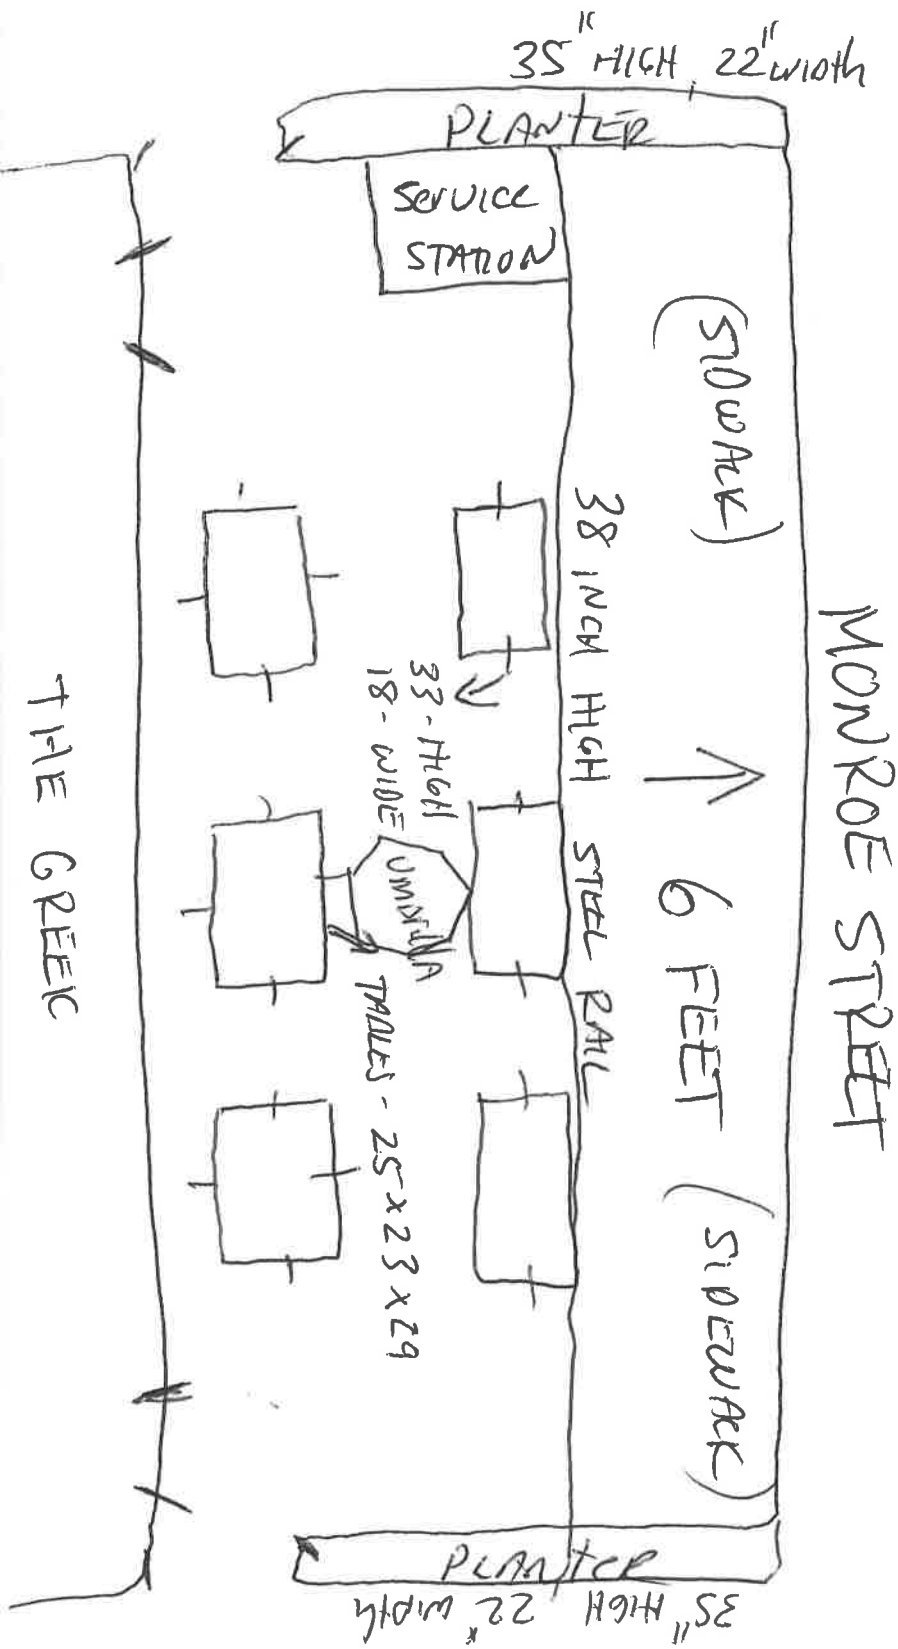 35" HIGH, 22" WIDTH
PLANTER
SERVICE
STATION
(SIDWALK)
MONROE STREET
6 FEET
(SIDEWALK)
38 INCH HIGH STEEL RAIL
33 - HIGH
18 - WIDE
UMBRELLA
TABLES - 25 X 23 X 29
THE GREEK
PLANTER
35" HIGH 22" WIDTH